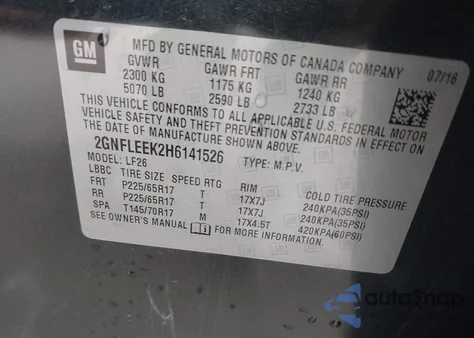 GM
MFD BY GENERAL MOTORS OF CANADA COMPANY 07/16
GVWR GAWR FRT GAWR RR
2300 KG 1175 KG 1240 KG
5070 LB 2590 LB 2733 LB
THIS VEHICLE CONFORMS TO ALL APPLICABLE U.S. FEDERAL MOTOR
VEHICLE SAFETY AND THEFT PREVENTION STANDARDS IN EFFECT ON
THE DATE OF MANUFACTURE SHOWN ABOVE.
2GNFLEEK2H6141526 TYPE: M.P.V.
MODEL: LF26
LBBC TIRE SIZE SPEED RTG RIM COLD TIRE PRESSURE
FRT P225/65R17 T 17X7J 240KPA(35PSI)
RR P225/65R17 T 17X7J 240KPA(35PSI)
SPA T145/70R17 M 17X4.5T 420KPA(60PSI)
SEE OWNER'S MANUAL FOR MORE INFORMATION.
autoSnap